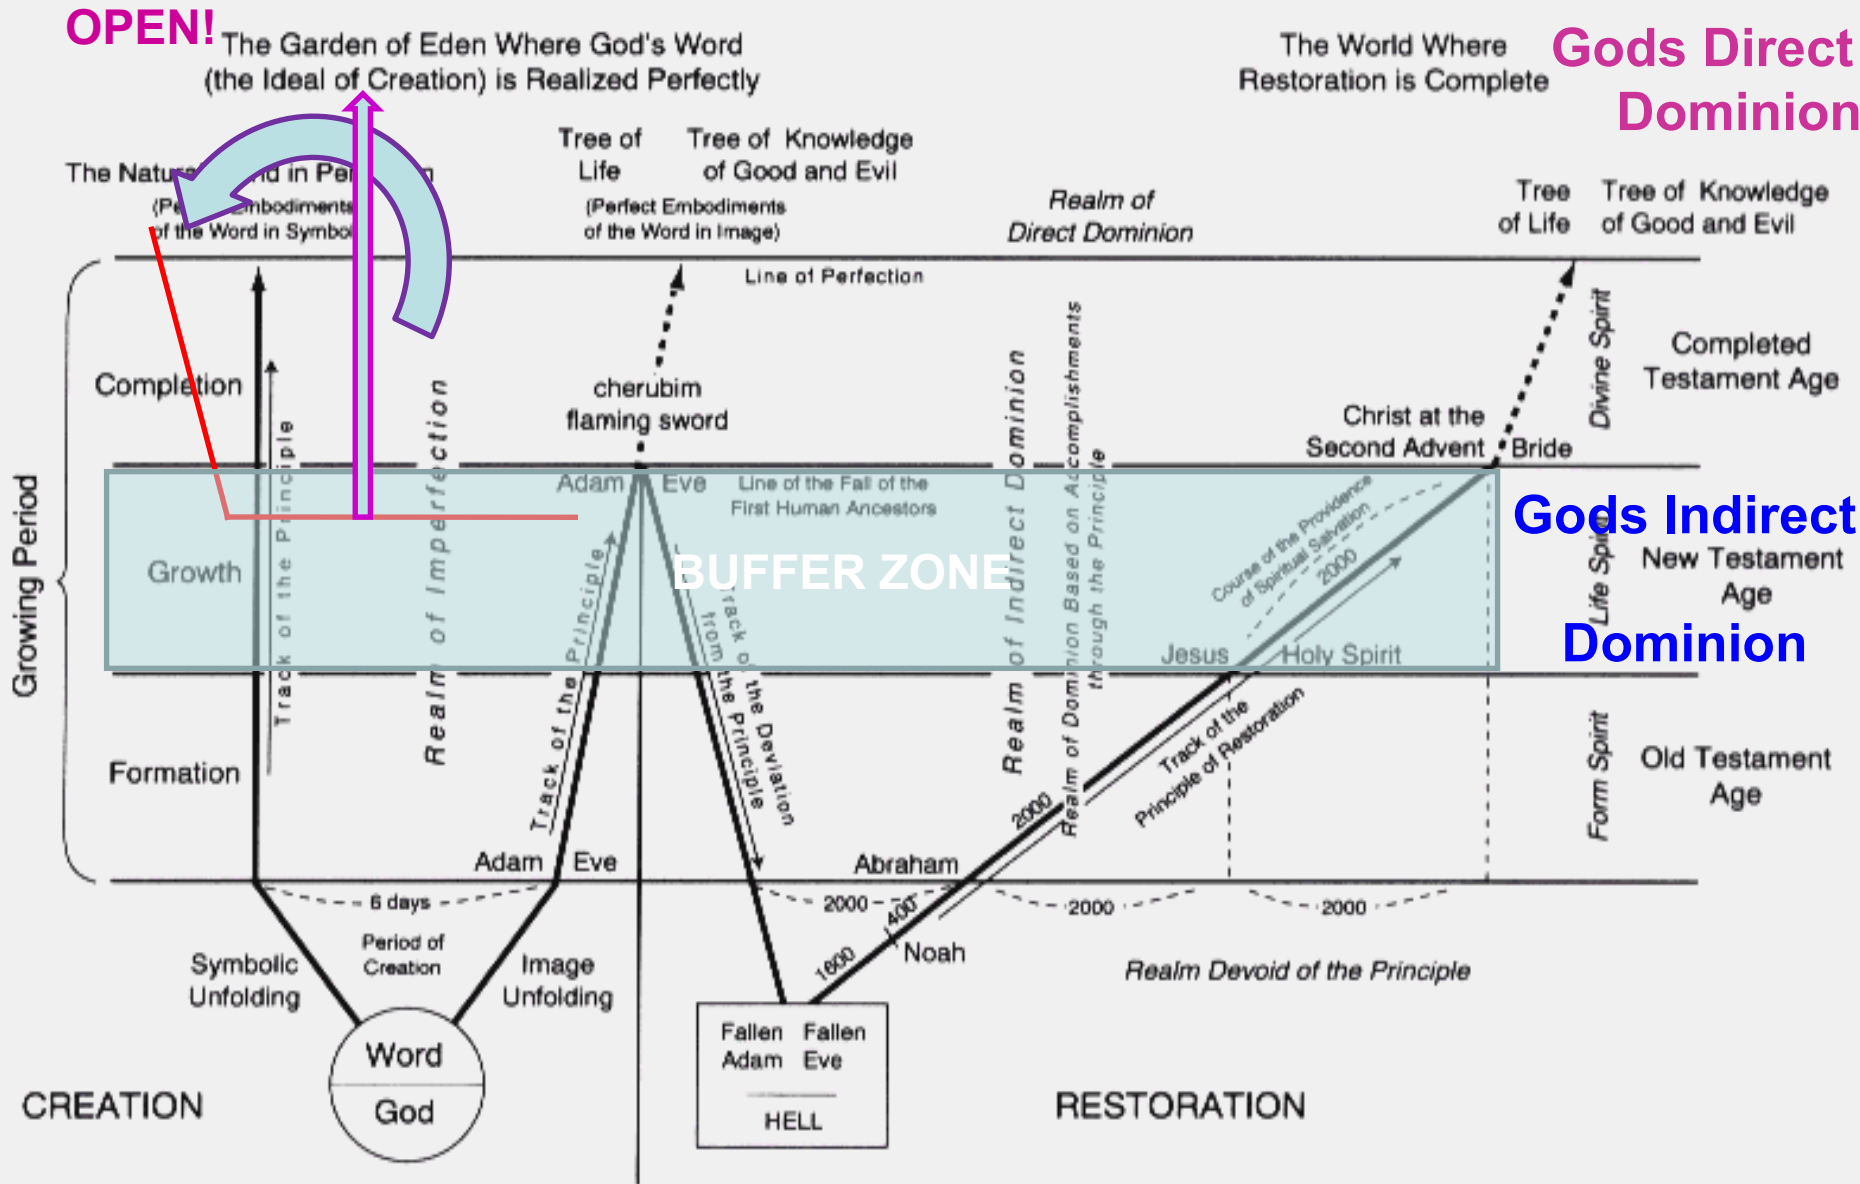 OPEN!
The Garden of Eden Where God's Word
(the Ideal of Creation) is Realized Perfectly
The World Where
Restoration is Complete
Gods Direct
Dominion
The in
of the Word in
Tree of
Life
(Perfect Embodiments
of the Word in Image)
Tree of Knowledge
of Good and Evil
Realm of
Direct Dominion
Tree
of Life
Tree of Knowledge
of Good and Evil
Line of Perfection
Growing Period
Completion
Growth
Formation
Track of the Principle
Realm of Imperfection
cherubim
flaming sword
Adam Eve
Line of the Fall of the
First Human Ancestors
BUFFER ZONE
Track of the Principle
Track of the Deviation
from the Principle
Realm of Indirect Dominion
Realm of Dominion Based on Accomplishments
through the Principle
Christ at the
Second Advent
Bride
Course of the Providence
of Spiritual Salvation
2000
Jesus
Holy Spirit
Track of the
Principle of Restoration
2000
Divine Spirit
Life Spirit
Form Spirit
Completed
Testament Age
Gods Indirect
New Testament
Age
Dominion
Old Testament
Age
Adam Eve
Abraham
6 days
2000
400
2000
2000
Noah
1600
Period of
Creation
Symbolic
Unfolding
Image
Unfolding
Realm Devoid of the Principle
Word
God
Fallen Fallen
Adam Eve
HELL
CREATION
RESTORATION